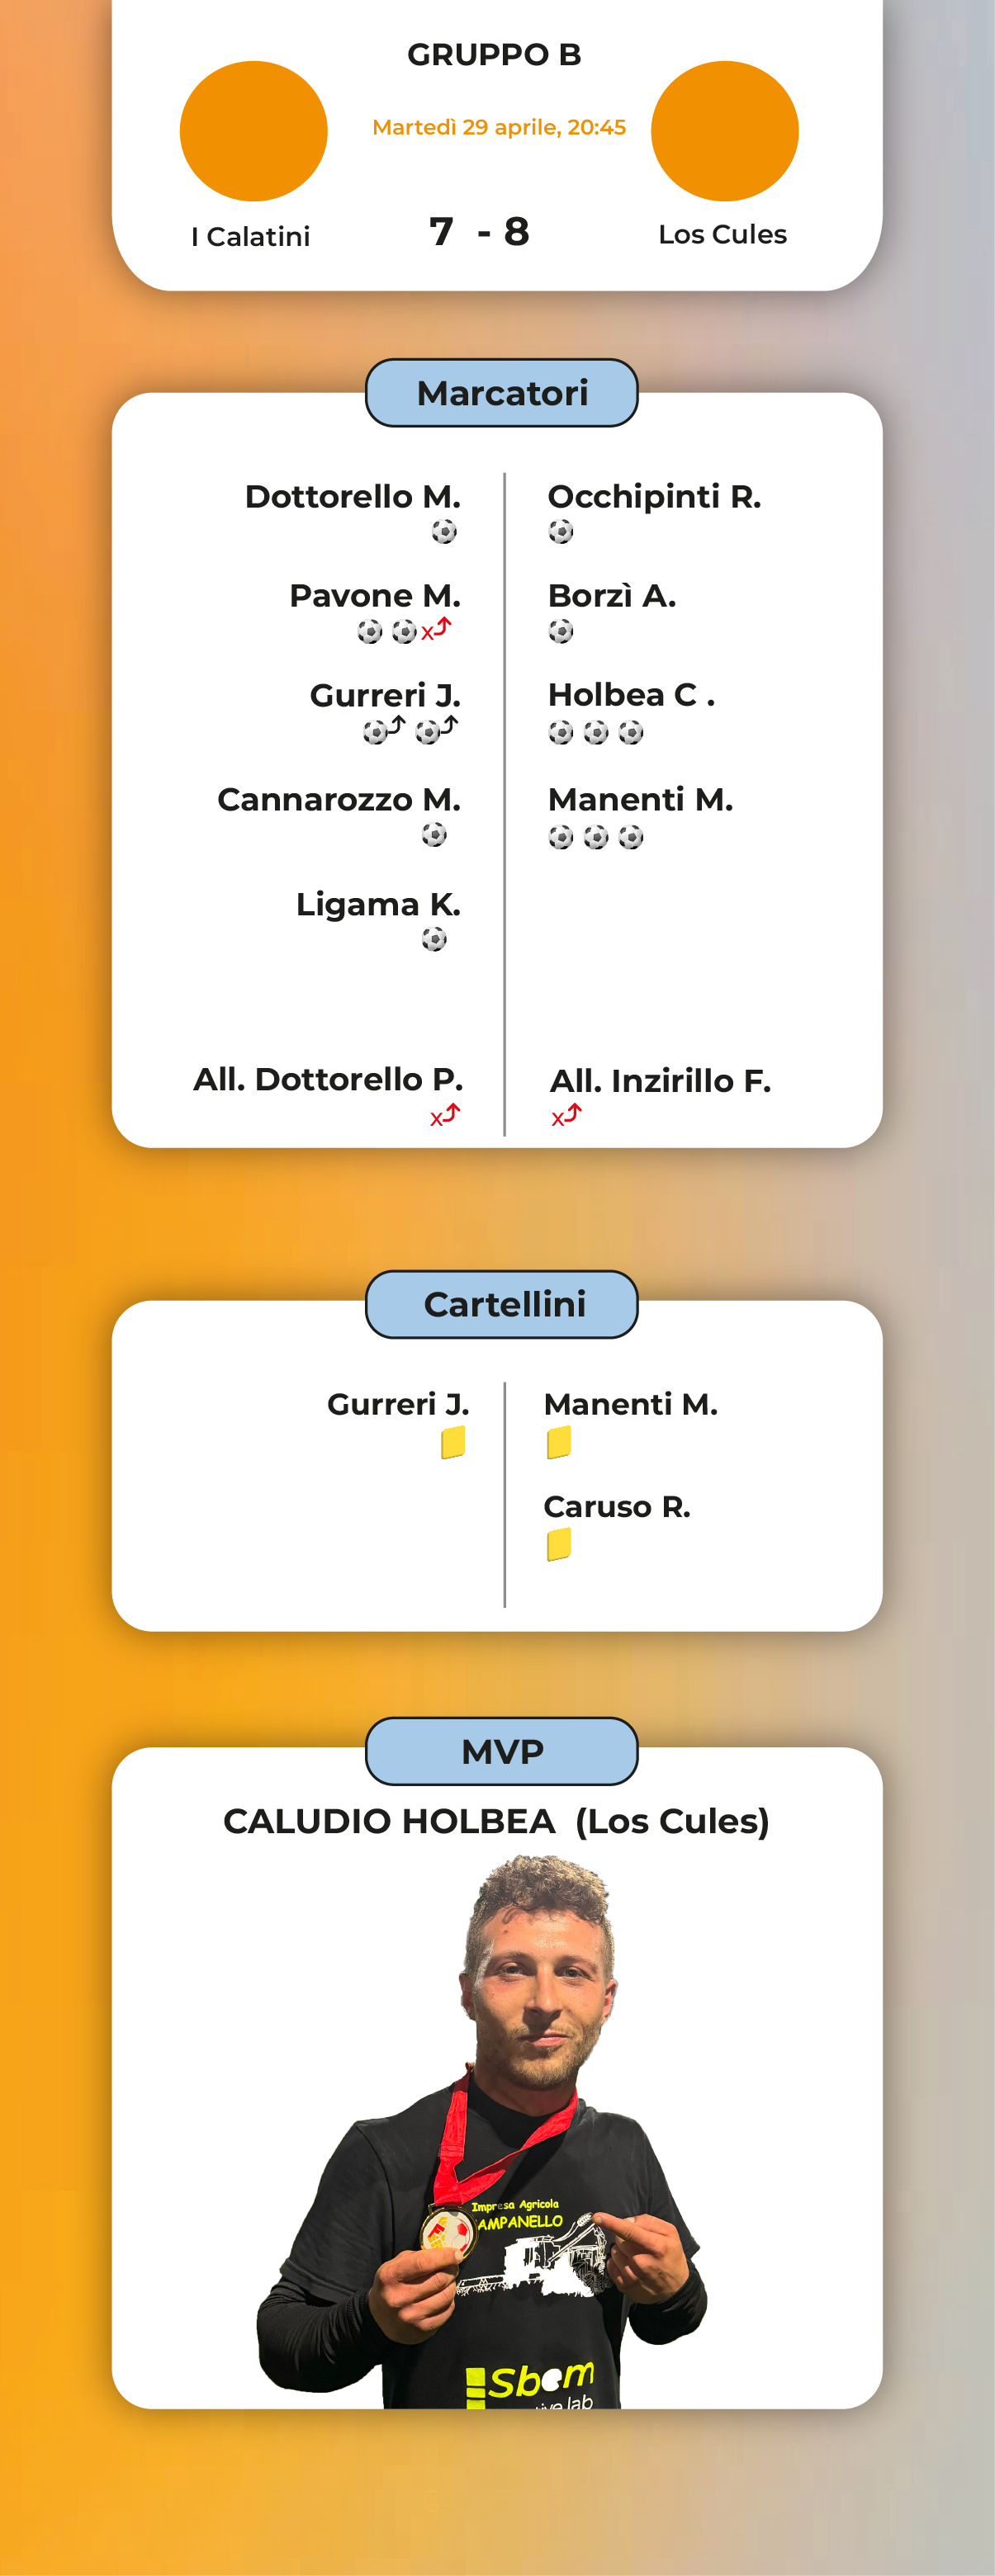 GRUPPO B
Martedì 29 aprile, 20:45
I Calatini
7 - 8
Los Cules
Marcatori
Dottorello M.
Pavone M.
x
Gurreri J.
Cannarozzo M.
Ligama K.
All. Dottorello P.
x
Occhipinti R.
Borzì A.
Holbea C .
Manenti M.
All. Inzirillo F.
x
Cartellini
Gurreri J.
Manenti M.
Caruso R.
MVP
CALUDIO HOLBEA (Los Cules)
Impresa Agricola
AMPANELLO
Sbem
lab